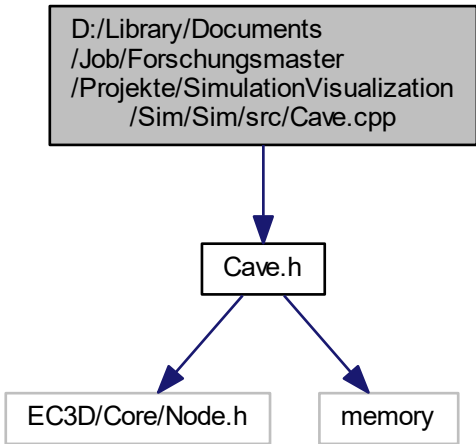 D:/Library/Documents
/Job/Forschungsmaster
/Projekte/SimulationVisualization
/Sim/Sim/src/Cave.cpp
Cave.h
EC3D/Core/Node.h
memory